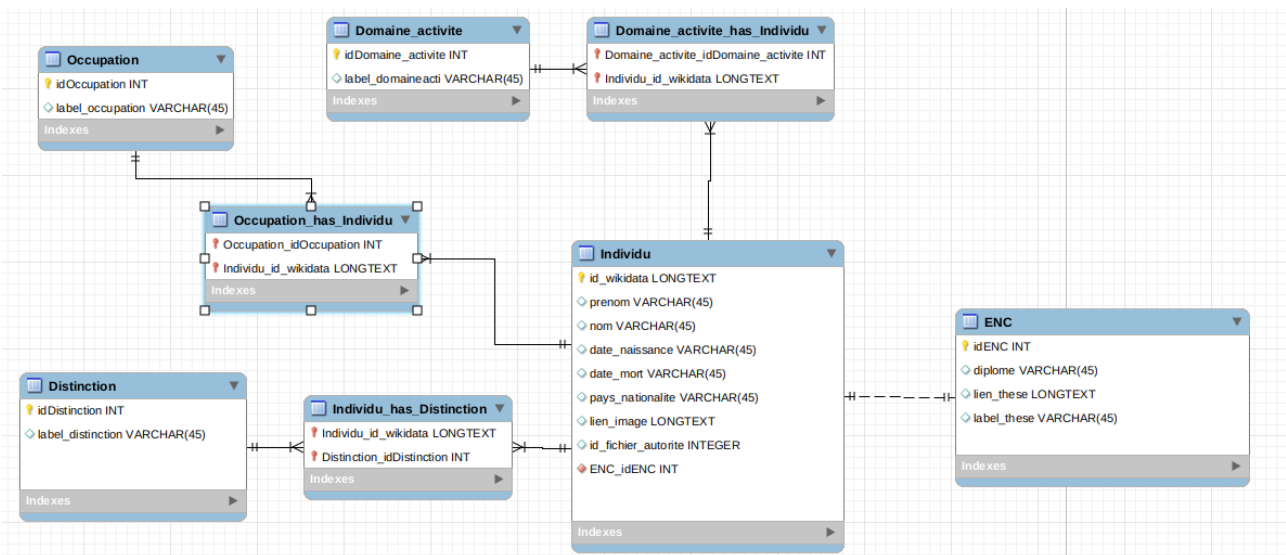 Occupation
idOccupation INT
label_occupation VARCHAR(45)
Indexes
Domaine_activite
idDomaine_activite INT
label_domaineacti VARCHAR(45)
Indexes
Domaine_activite_has_Individu
Domaine_activite_idDomaine_activite INT
Individu_id_wikidata LONGTEXT
Indexes
Occupation_has_Individu
Occupation_idOccupation INT
Individu_id_wikidata LONGTEXT
Indexes
Individu
id_wikidata LONGTEXT
prenom VARCHAR(45)
nom VARCHAR(45)
date_naissance VARCHAR(45)
date_mort VARCHAR(45)
pays_nationalite VARCHAR(45)
lien_image LONGTEXT
id_fichier_autorite INTEGER
ENC_idENC INT
Indexes
ENC
idENC INT
diplome VARCHAR(45)
lien_these LONGTEXT
label_these VARCHAR(45)
Indexes
Distinction
idDistinction INT
label_distinction VARCHAR(45)
Indexes
Individu_has_Distinction
Individu_id_wikidata LONGTEXT
Distinction_idDistinction INT
Indexes